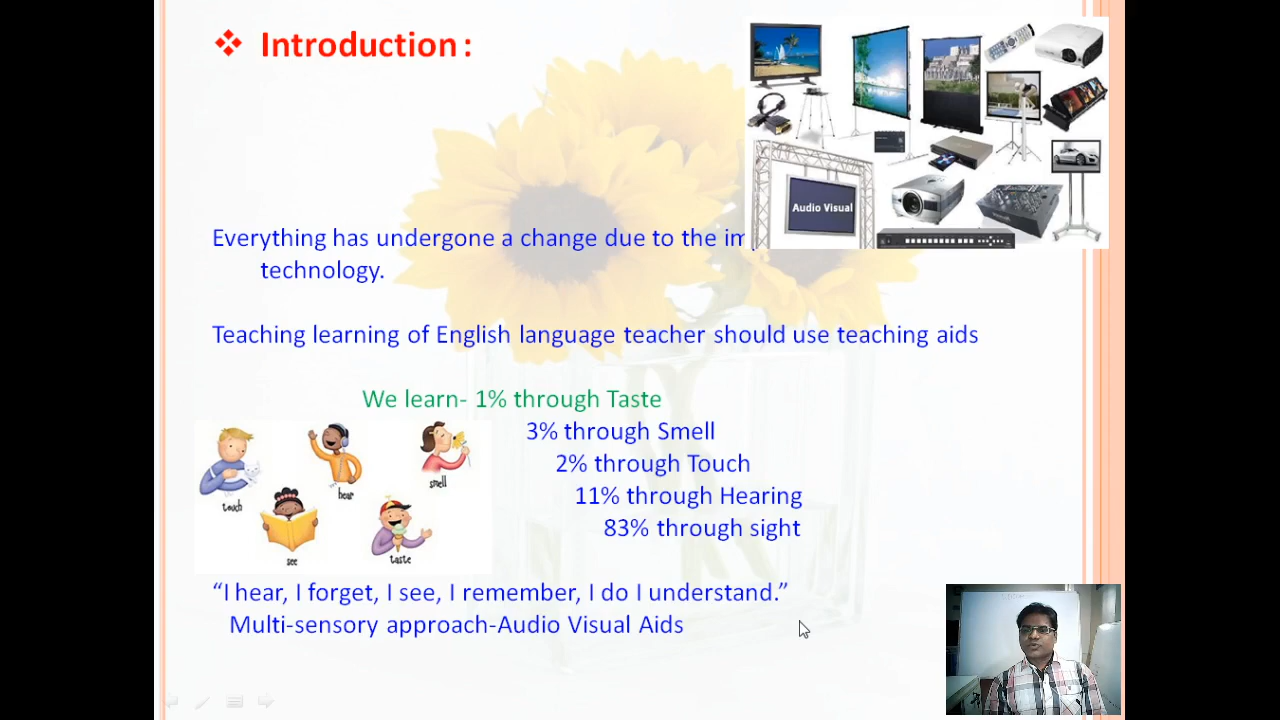 ❖ Introduction :
Audio Visual
Everything has undergone a change due to the
technology.
Teaching learning of English language teacher should use teaching aids
We learn- 1% through Taste
3% through Smell
2% through Touch
11% through Hearing
83% through sight
touch
hear
smell
see
taste
“I hear, I forget, I see, I remember, I do I understand.”
Multi-sensory approach-Audio Visual Aids